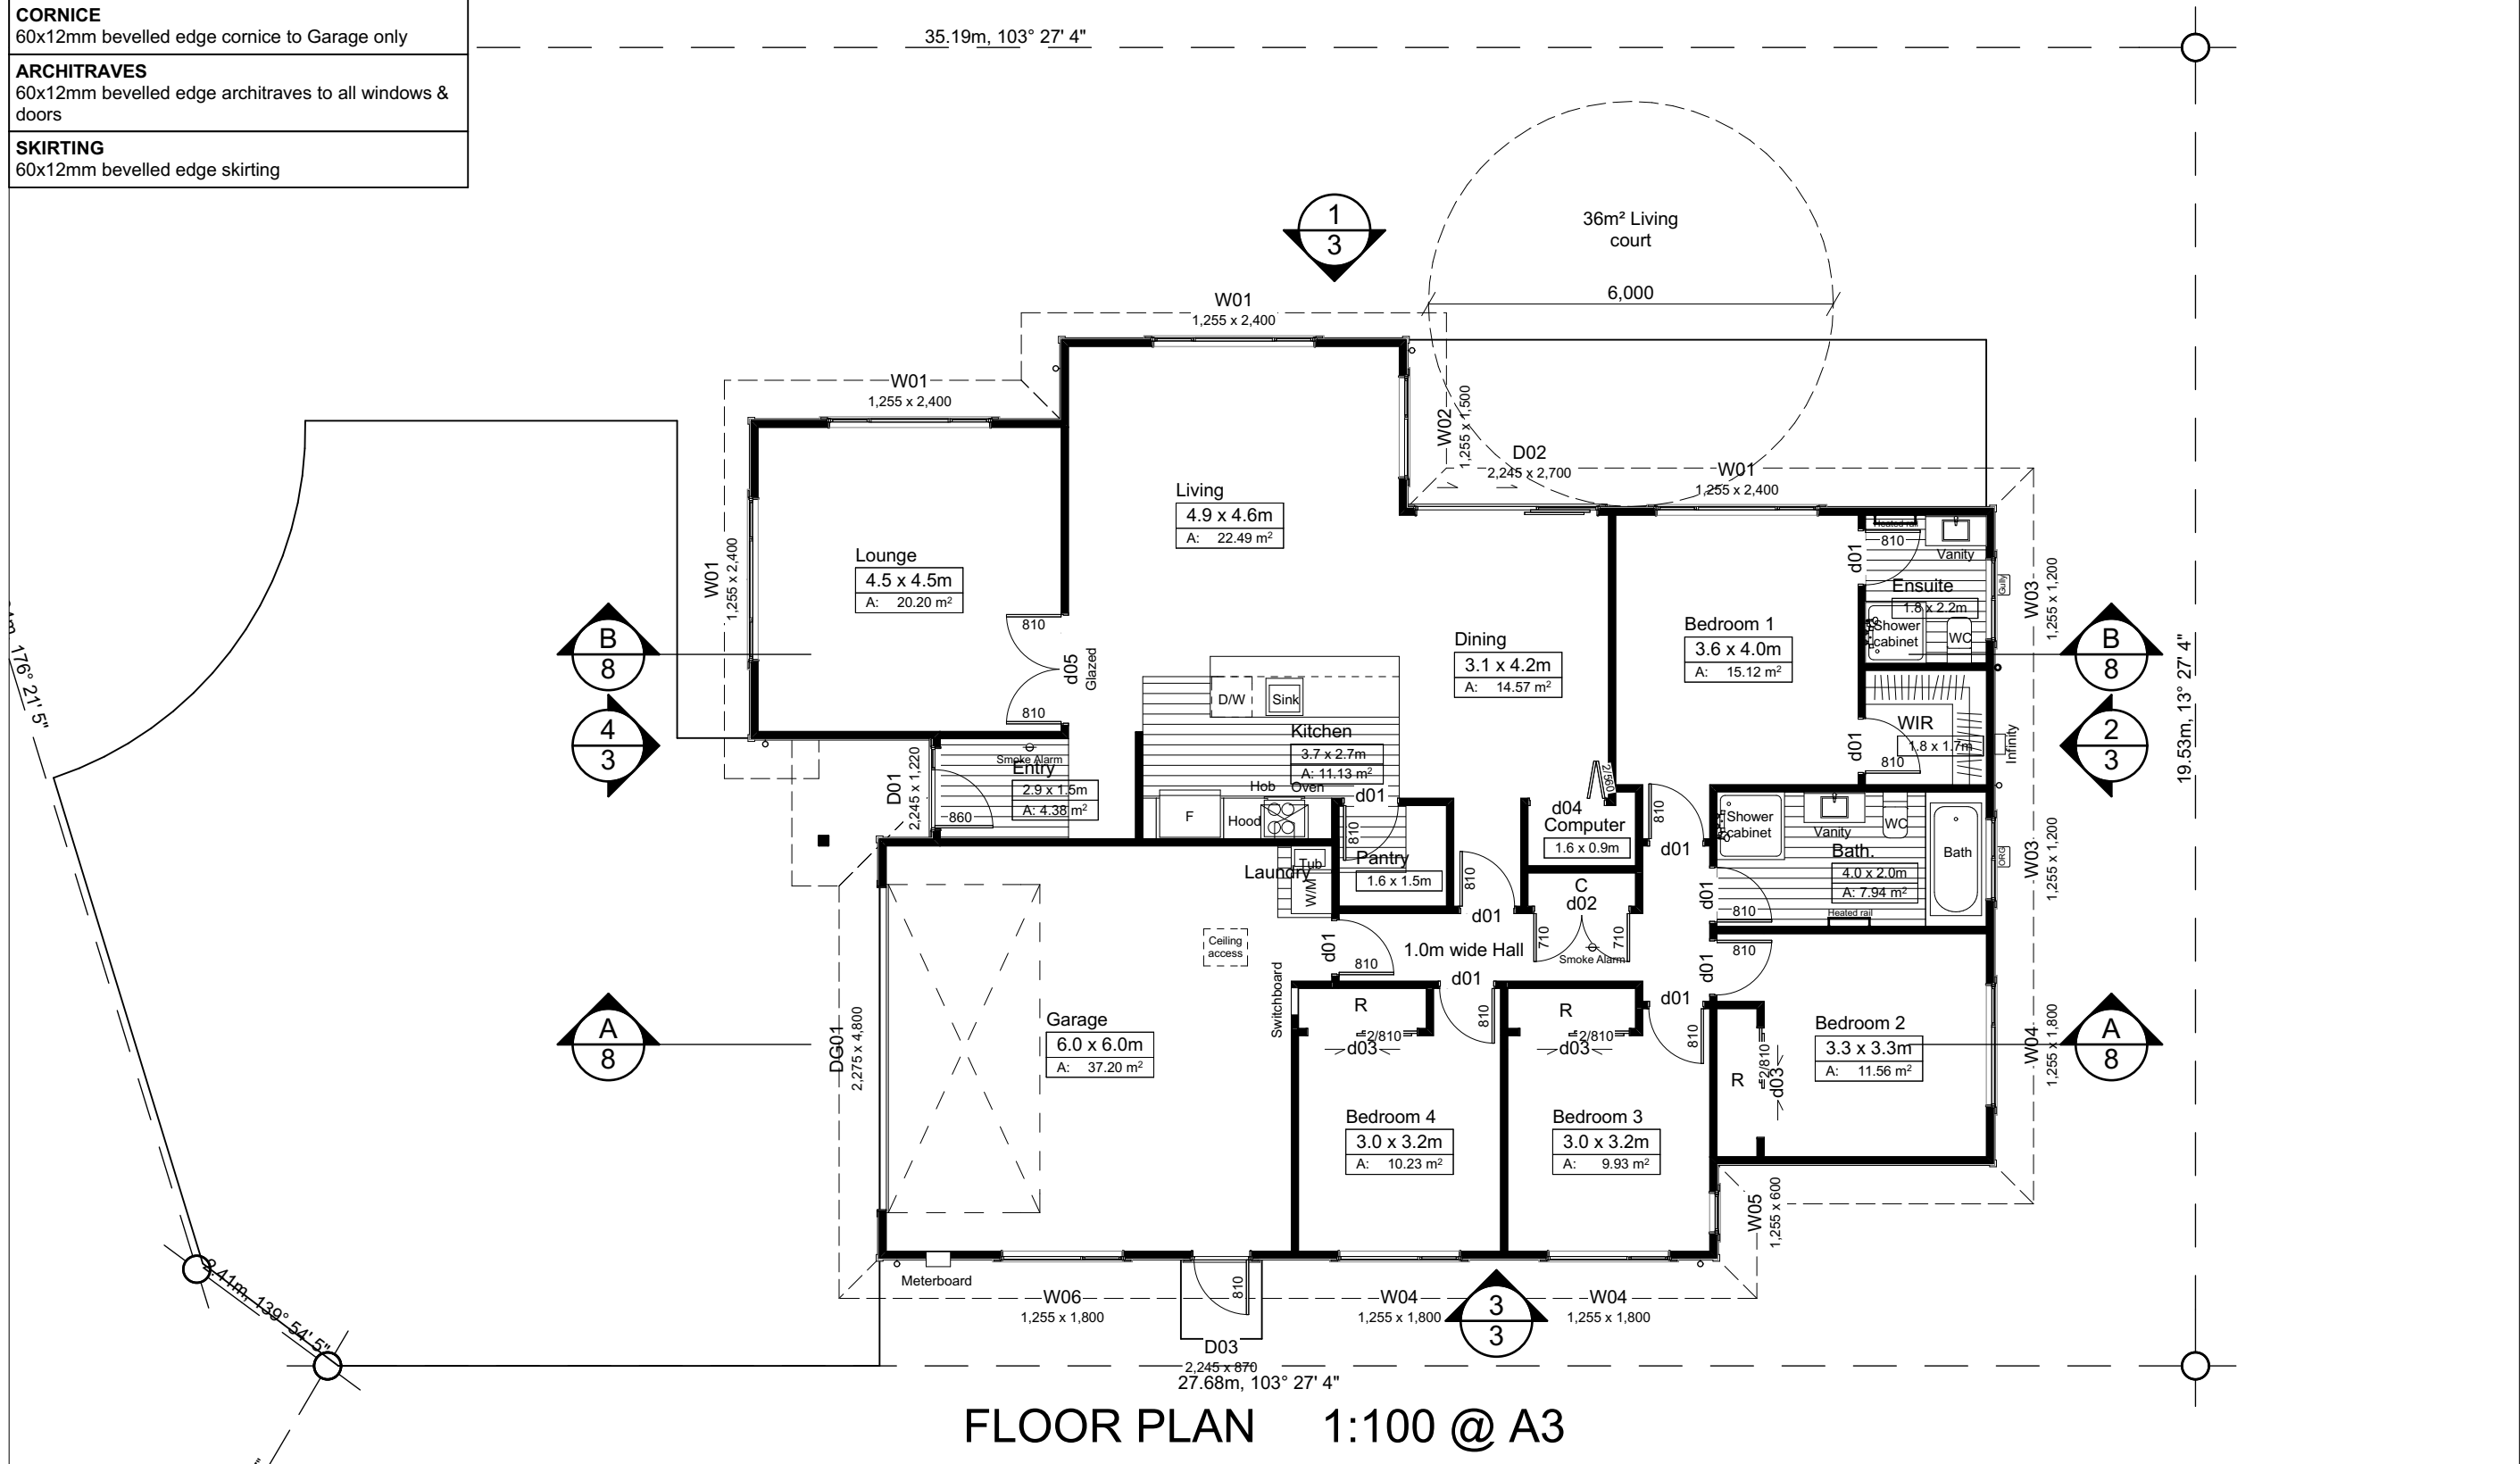 CORNICE
60x12mm bevelled edge cornice to Garage only
ARCHITRAVES
60x12mm bevelled edge architraves to all windows &
doors
SKIRTING
60x12mm bevelled edge skirting
35.19m, 103° 27' 4"
36m² Living
court
6,000
1
3
W01
1,255 x 2,400
W01
1,255 x 2,400
W02
1,255 x 1,500
D02
2,245 x 2,700
W01
1,255 x 2,400
W01
1,255 x 2,400
Lounge
4.5 x 4.5m
A: 20.20 m²
810
810
d05
Glazed
Living
4.9 x 4.6m
A: 22.49 m²
Dining
3.1 x 4.2m
A: 14.57 m²
Bedroom 1
3.6 x 4.0m
A: 15.12 m²
Heated rail
810
d01
Vanity
Ensuite
1.8 x 2.2m
Shower
cabinet
WC
Gully
W03
1,255 x 1,200
B
8
B
8
4
3
2
3
19.53m, 13° 27' 4"
176° 21' 5"
WIR
1.8 x 1.7m
810
d01
Infinity
D/W
Sink
Kitchen
3.7 x 2.7m
A: 11.13 m²
Hob
Oven
F
Hood
D01
2,245 x 1,220
Smoke Alarm
Entry
2.9 x 1.5m
A: 4.38 m²
860
d01
810
Pantry
1.6 x 1.5m
2/560
d04
Computer
1.6 x 0.9m
810
d01
Shower
cabinet
Vanity
WC
Bath
Bath.
4.0 x 2.0m
A: 7.94 m²
Heated rail
810
d01
ORG
W03
1,255 x 1,200
Tub
Laundry
W/M
810
d01
C
d02
710
710
Smoke Alarm
1.0m wide Hall
d01
810
d01
810
d01
810
Ceiling
access
Switchboard
A
8
A
8
DG01
2,275 x 4,800
Garage
6.0 x 6.0m
A: 37.20 m²
R
2/810
d03
810
R
2/810
d03
d01
810
R
2/810
d03
Bedroom 2
3.3 x 3.3m
A: 11.56 m²
W04
1,255 x 1,800
Bedroom 4
3.0 x 3.2m
A: 10.23 m²
Bedroom 3
3.0 x 3.2m
A: 9.93 m²
W05
1,255 x 600
Meterboard
W06
1,255 x 1,800
810
D03
2,245 x 870
W04
1,255 x 1,800
3
3
W04
1,255 x 1,800
2.41m, 139° 54' 5"
27.68m, 103° 27' 4"
FLOOR PLAN 1:100 @ A3